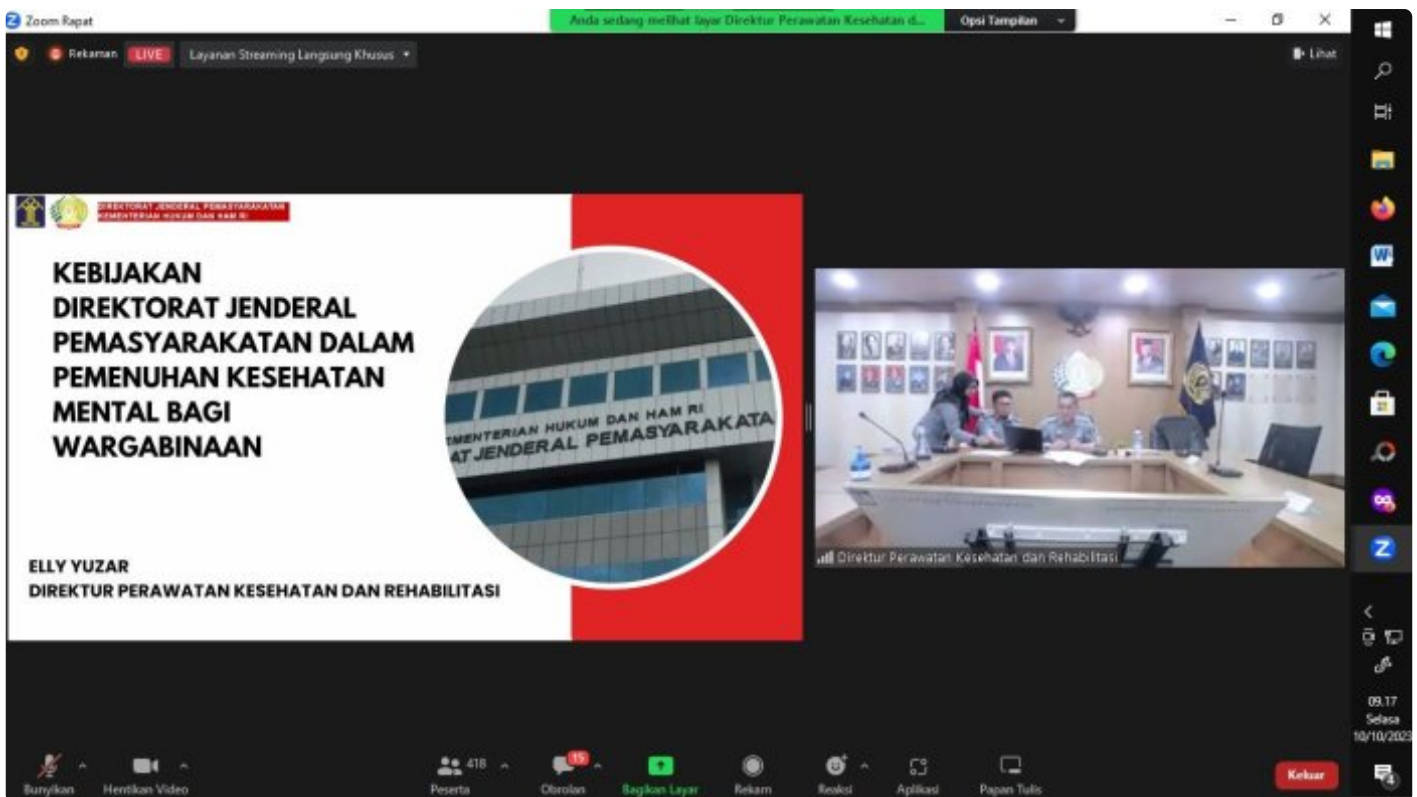 Zoom Rapat
Anda sedang melihat layar Direktur Perawatan Kesehatan d...
Opsi Tampilan
Rekaman
LIVE
Layanan Streaming Langsung Khusus
Lihat
DIREKTORAT JENDERAL PEMASYARAKATAN
KEMENTERIAN HUKUM DAN HAM RI
KEBIJAKAN
DIREKTORAT JENDERAL
PEMASYARAKATAN DALAM
PEMENUHAN KESEHATAN
MENTAL BAGI
WARGABINAAN
MENTERIAN HUKUM DAN HAM RI
AT JENDERAL PEMASYARAKATA
ELLY YUZAR
DIREKTUR PERAWATAN KESEHATAN DAN REHABILITASI
Direktur Perawatan Kesehatan dan Rehabilitasi
09.17
Selasa
10/10/2023
418
15
Bunyikan
Hentikan Video
Peserta
Obrolan
Bagikan Layar
Rekam
Reaksi
Aplikasi
Papan Tulis
Keluar
4